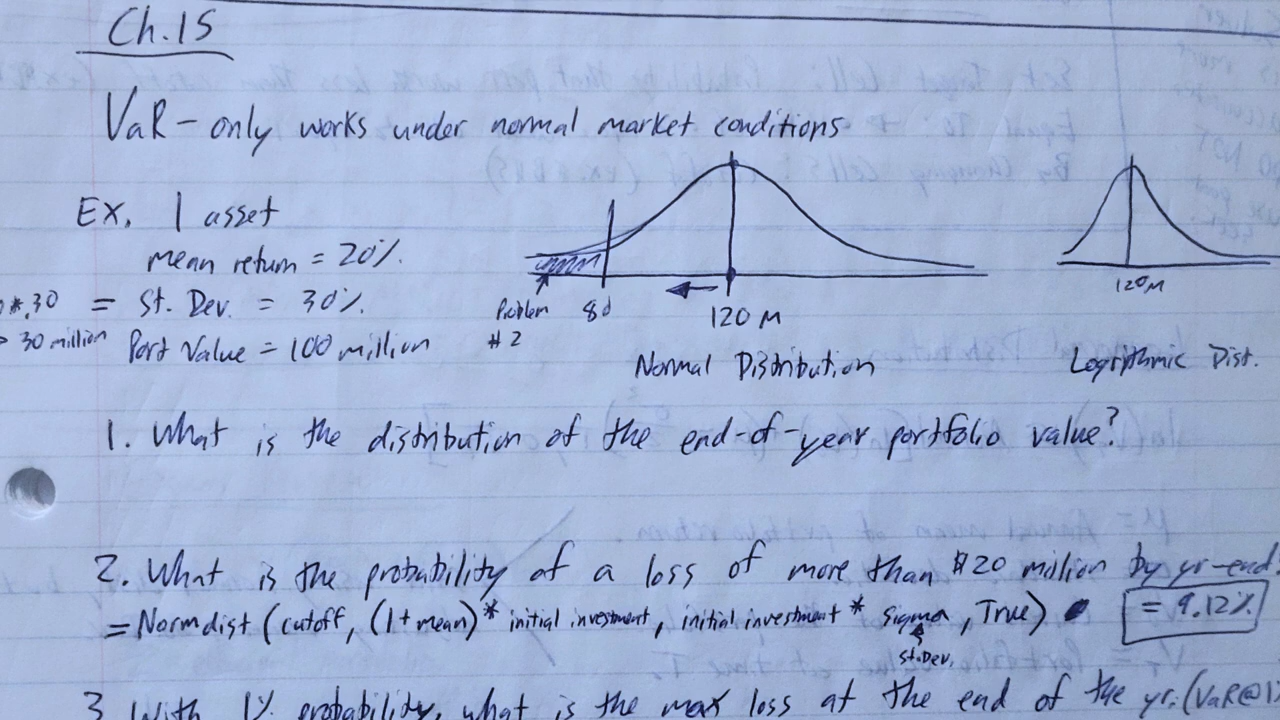 Ch.15
VaR - only works under normal market conditions
Ex. 1 asset
mean return = 20%.
*.30 = St. Dev. = 30%.
30 million Port Value = 100 million
Problem
#2
80
120 M
Normal Distribution
120M
Logrithmic Dist.
1. What is the distribution of the end-of-year portfolio value?
2. What is the probability of a loss of more than $20 million by yr-end?
= Normdist (cutoff, (1+mean)* initial investment, initial investment * sigma, True)
= 9.12%
St.Dev.
3. With 1% probability, what is the max loss at the end of the yr. (VaR@1%